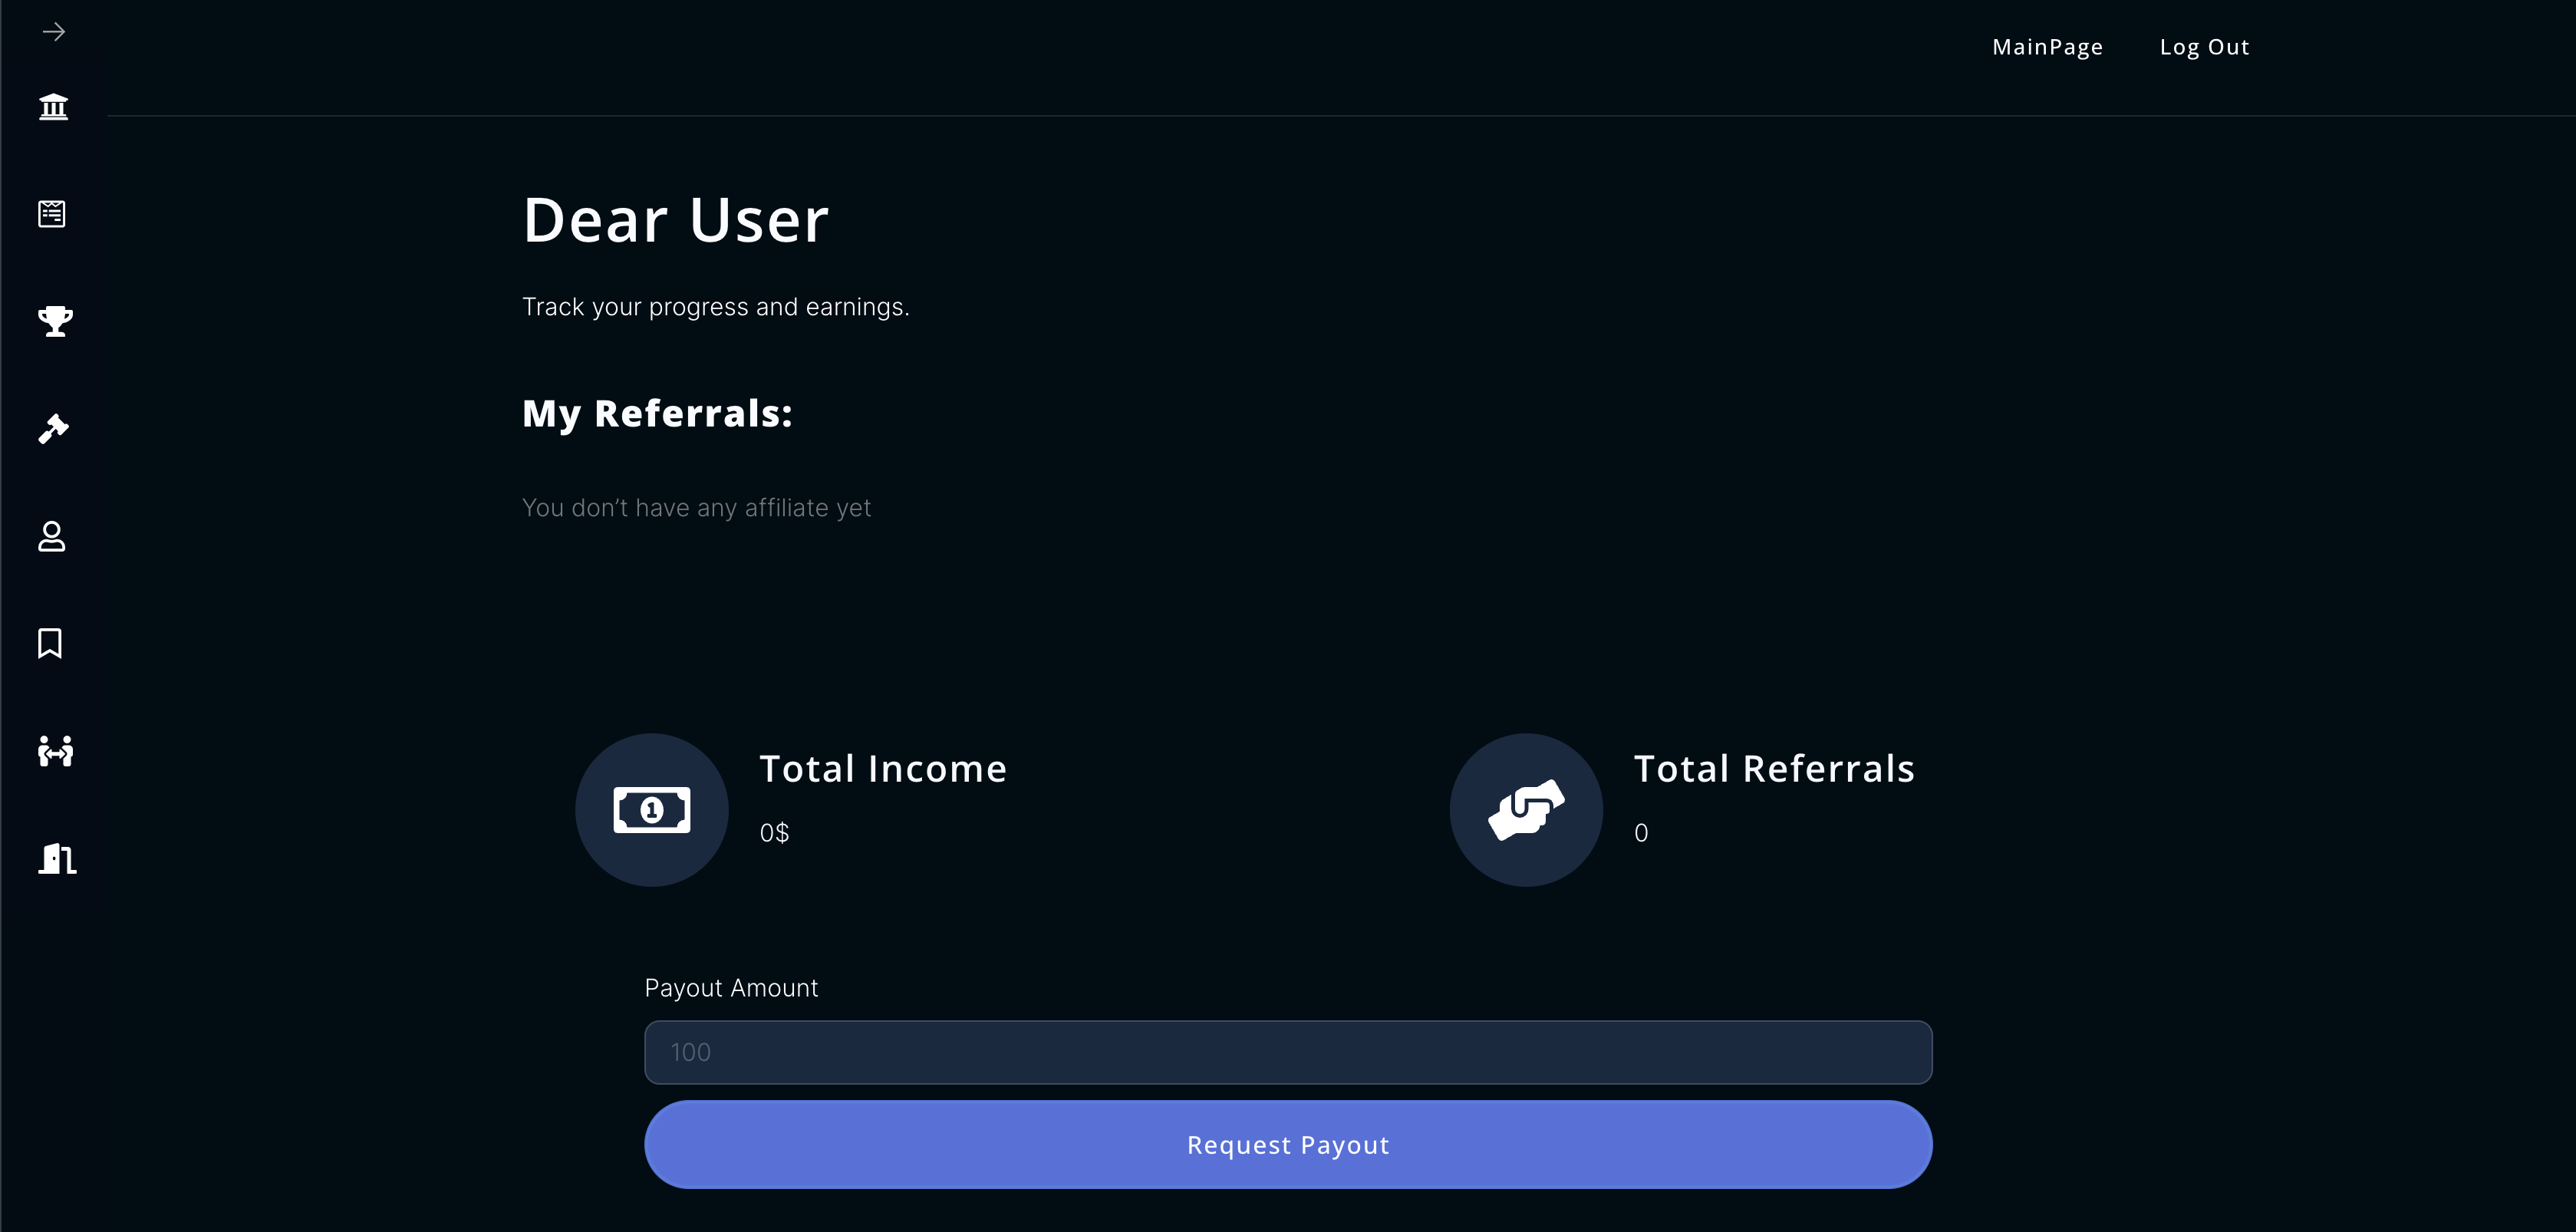 MainPage Log Out
Dear User
Track your progress and earnings.
My Referrals:
You don’t have any affiliate yet
Total Income
0$
Total Referrals
0
Payout Amount
100
Request Payout